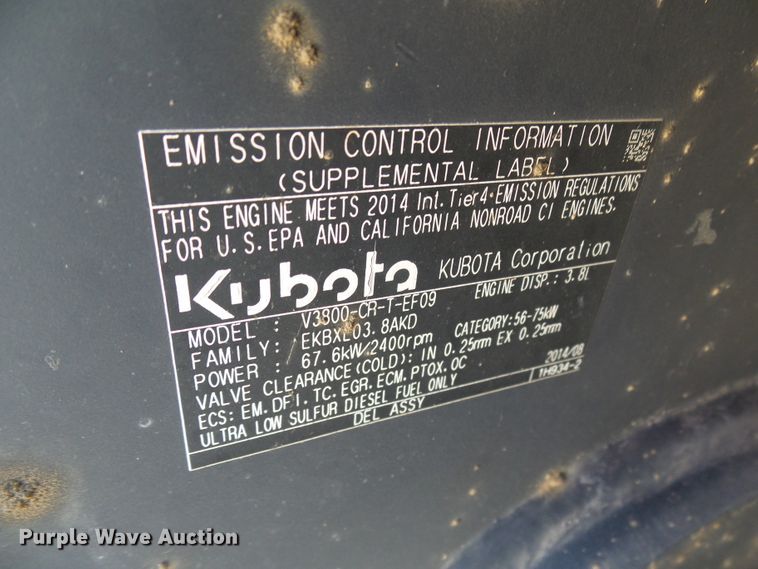 EMISSION CONTROL INFORMATION
(SUPPLEMENTAL LABEL)
THIS ENGINE MEETS 2014 Int. Tier4 EMISSION REGULATIONS
FOR U.S. EPA AND CALIFORNIA NONROAD CI ENGINES.
Kubota KUBOTA Corporation
MODEL : V3800-CR-T-EF09 ENGINE DISP.: 3.8L
FAMILY: EKBXL03.8AKD
POWER : 67.6kW/2400rpm CATEGORY:56-75kW
VALVE CLEARANCE(COLD): IN 0.25mm EX 0.25mm
ECS: EM.DFI.TC.EGR.ECM.PTOX.OC 2014/08
ULTRA LOW SULFUR DIESEL FUEL ONLY 1H934-2
DEL ASSY
Purple Wave Auction